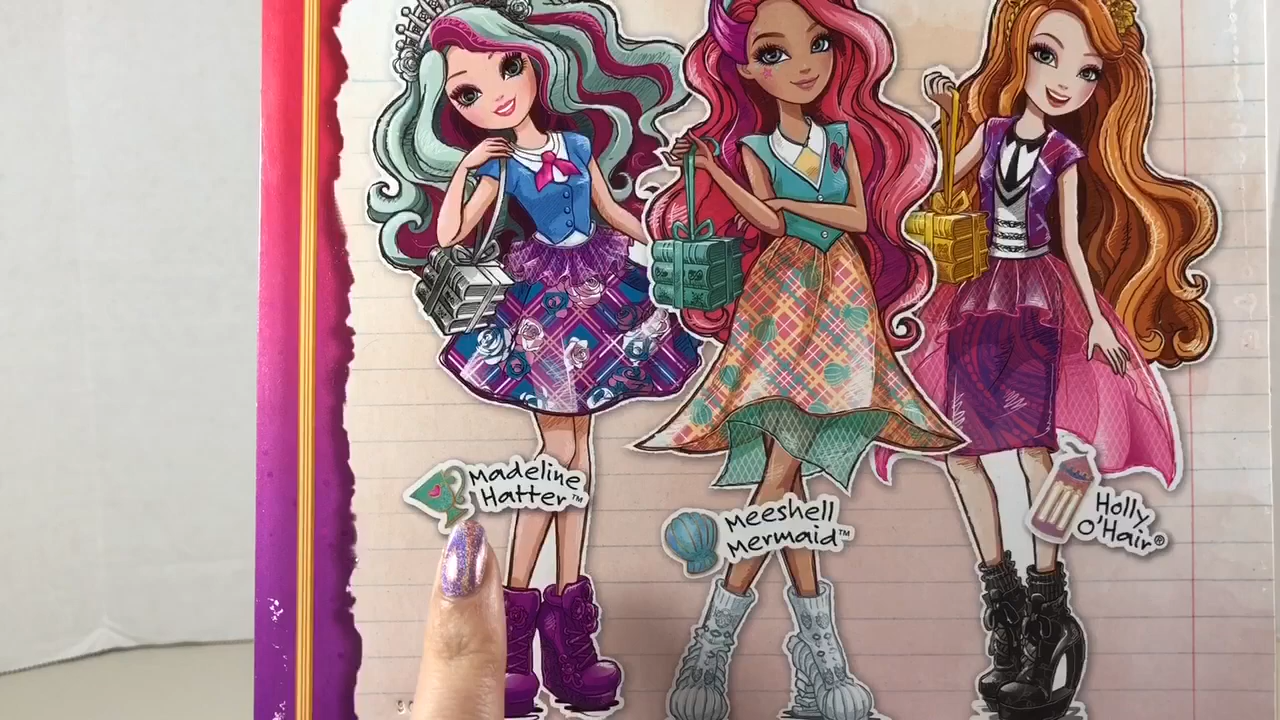 Madeline
Hatter™
Meeshell
Mermaid™
Holly
O'Hair®